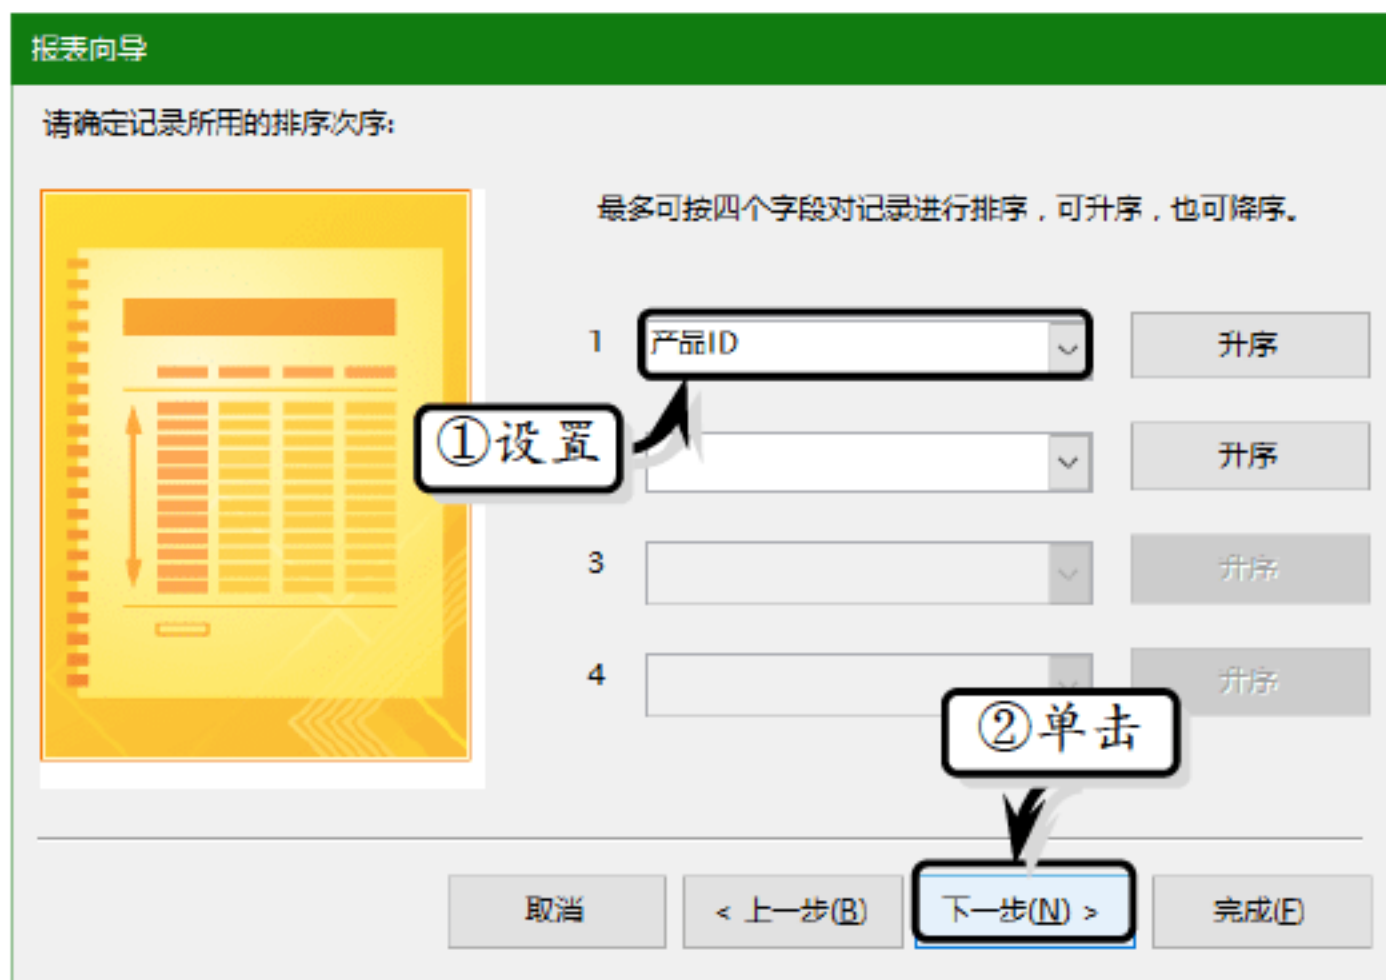 报表向导
请确定记录所用的排序次序:
最多可按四个字段对记录进行排序，可升序，也可降序。
1 产品ID 升序
①设置
升序
3 升序
4 升序
②单击
取消 < 上一步(B) 下一步(N) > 完成(F)